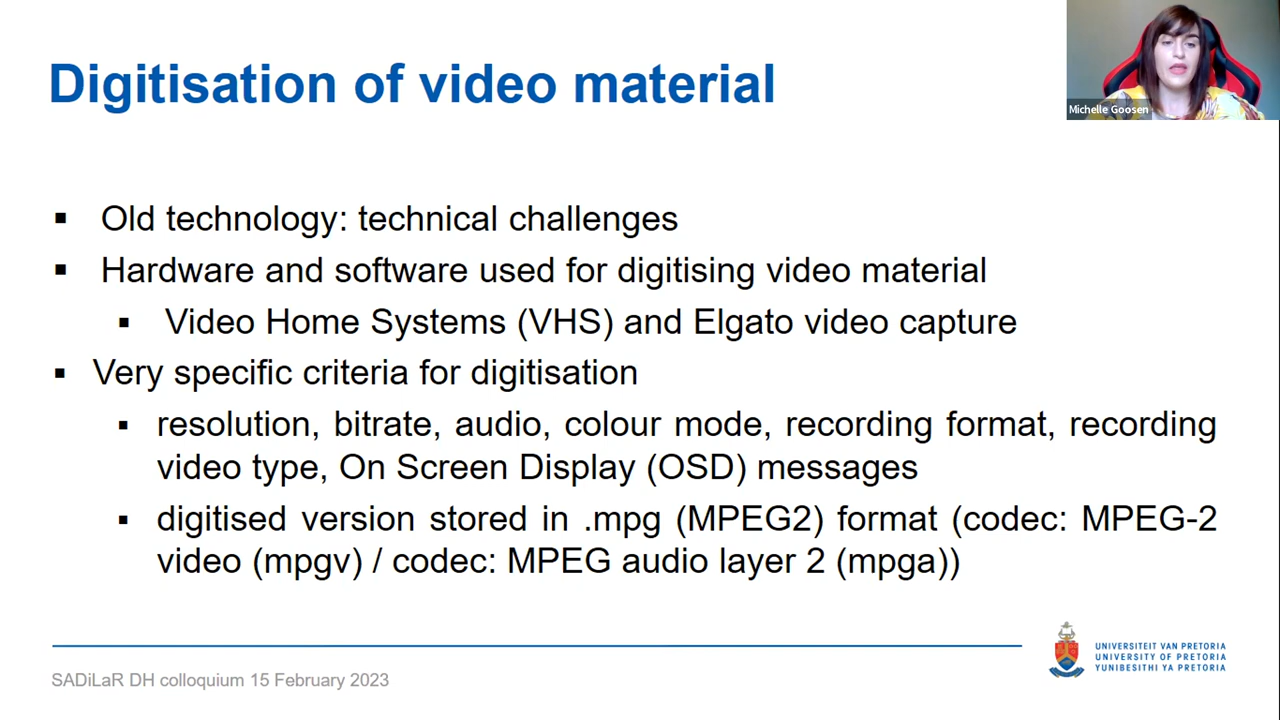 Digitisation of video material
Michelle Goosen
▪ Old technology: technical challenges
▪ Hardware and software used for digitising video material
▪ Video Home Systems (VHS) and Elgato video capture
▪ Very specific criteria for digitisation
▪ resolution, bitrate, audio, colour mode, recording format, recording
video type, On Screen Display (OSD) messages
▪ digitised version stored in .mpg (MPEG2) format (codec: MPEG-2
video (mpgv) / codec: MPEG audio layer 2 (mpga))
SADiLaR DH colloquium 15 February 2023
UNIVERSITEIT VAN PRETORIA
UNIVERSITY OF PRETORIA
YUNIBESITHI YA PRETORIA